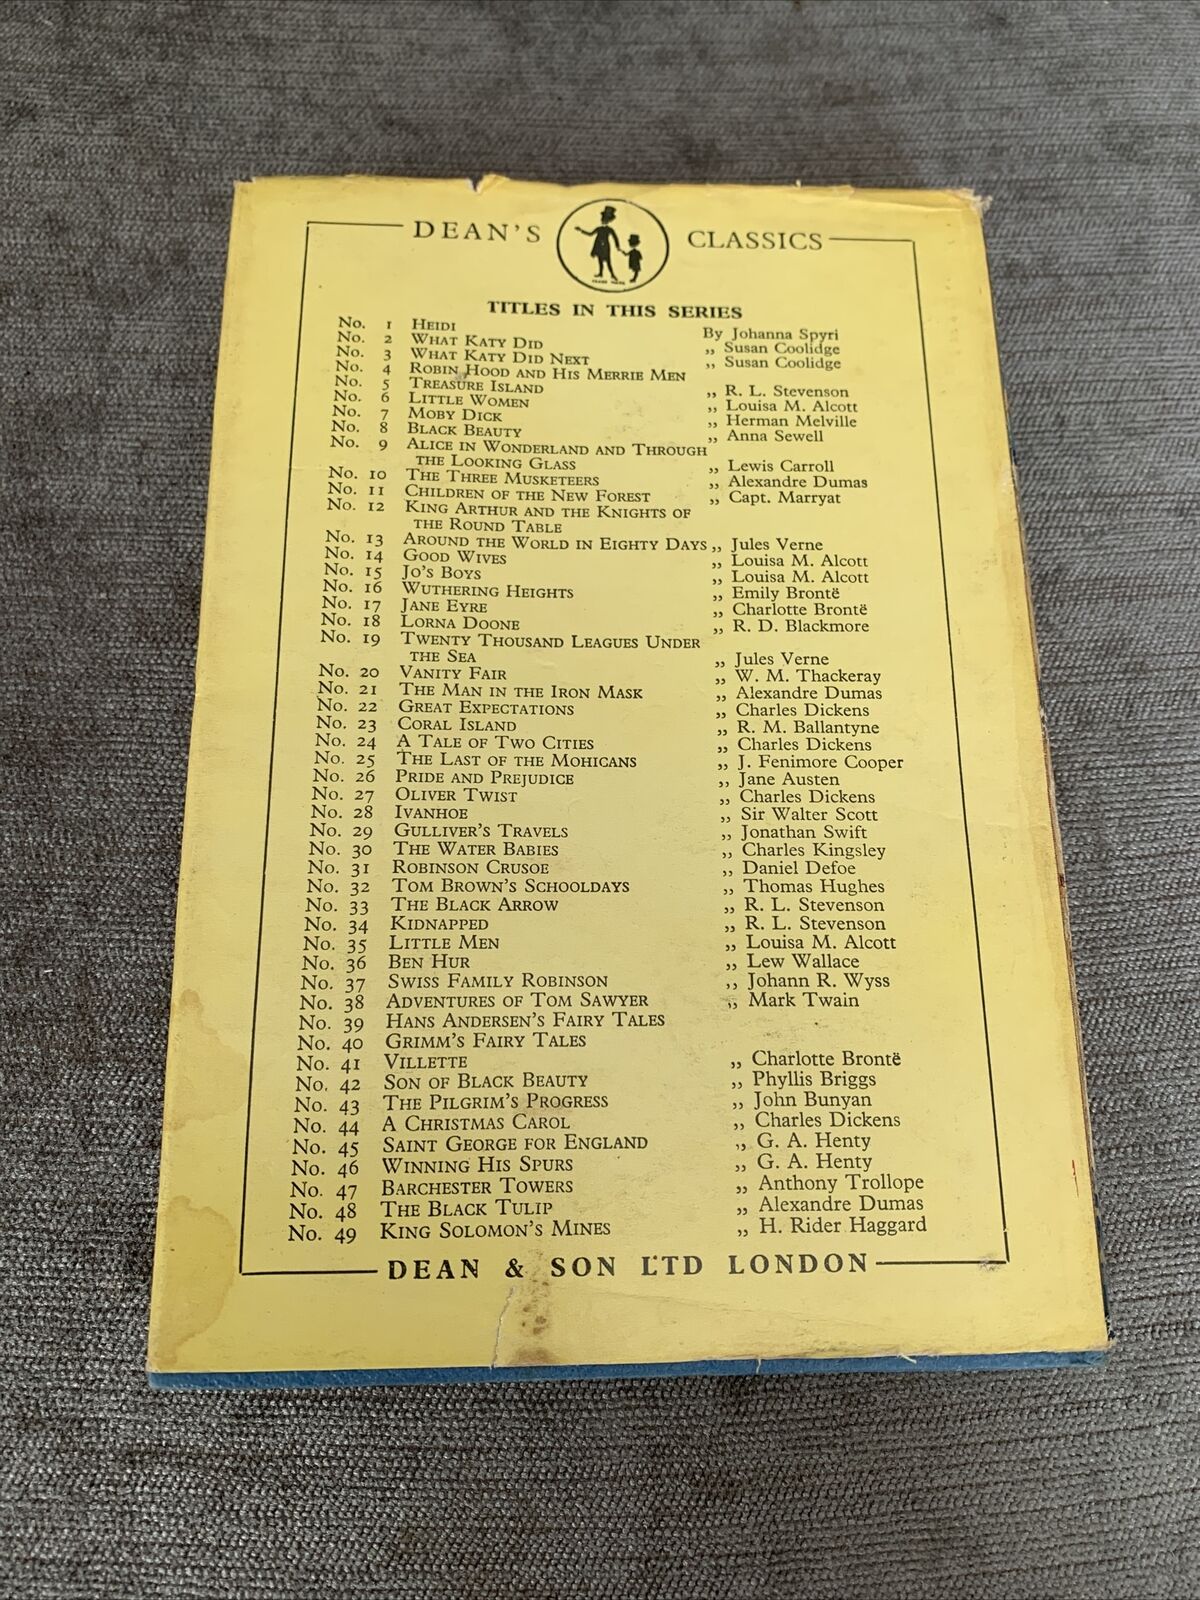 DEAN'S CLASSICS
TRADE MARK
TITLES IN THIS SERIES
No. 1 HEIDI By Johanna Spyri
No. 2 WHAT KATY DID „ Susan Coolidge
No. 3 WHAT KATY DID NEXT „ Susan Coolidge
No. 4 ROBIN HOOD AND HIS MERRIE MEN
No. 5 TREASURE ISLAND „ R. L. Stevenson
No. 6 LITTLE WOMEN „ Louisa M. Alcott
No. 7 MOBY DICK „ Herman Melville
No. 8 BLACK BEAUTY „ Anna Sewell
No. 9 ALICE IN WONDERLAND AND THROUGH
THE LOOKING GLASS „ Lewis Carroll
No. 10 THE THREE MUSKETEERS „ Alexandre Dumas
No. 11 CHILDREN OF THE NEW FOREST „ Capt. Marryat
No. 12 KING ARTHUR AND THE KNIGHTS OF
THE ROUND TABLE
No. 13 AROUND THE WORLD IN EIGHTY DAYS „ Jules Verne
No. 14 GOOD WIVES „ Louisa M. Alcott
No. 15 JO'S BOYS „ Louisa M. Alcott
No. 16 WUTHERING HEIGHTS „ Emily Brontë
No. 17 JANE EYRE „ Charlotte Brontë
No. 18 LORNA DOONE „ R. D. Blackmore
No. 19 TWENTY THOUSAND LEAGUES UNDER
THE SEA „ Jules Verne
No. 20 VANITY FAIR „ W. M. Thackeray
No. 21 THE MAN IN THE IRON MASK „ Alexandre Dumas
No. 22 GREAT EXPECTATIONS „ Charles Dickens
No. 23 CORAL ISLAND „ R. M. Ballantyne
No. 24 A TALE OF TWO CITIES „ Charles Dickens
No. 25 THE LAST OF THE MOHICANS „ J. Fenimore Cooper
No. 26 PRIDE AND PREJUDICE „ Jane Austen
No. 27 OLIVER TWIST „ Charles Dickens
No. 28 IVANHOE „ Sir Walter Scott
No. 29 GULLIVER'S TRAVELS „ Jonathan Swift
No. 30 THE WATER BABIES „ Charles Kingsley
No. 31 ROBINSON CRUSOE „ Daniel Defoe
No. 32 TOM BROWN'S SCHOOLDAYS „ Thomas Hughes
No. 33 THE BLACK ARROW „ R. L. Stevenson
No. 34 KIDNAPPED „ R. L. Stevenson
No. 35 LITTLE MEN „ Louisa M. Alcott
No. 36 BEN HUR „ Lew Wallace
No. 37 SWISS FAMILY ROBINSON „ Johann R. Wyss
No. 38 ADVENTURES OF TOM SAWYER „ Mark Twain
No. 39 HANS ANDERSEN'S FAIRY TALES
No. 40 GRIMM'S FAIRY TALES
No. 41 VILLETTE „ Charlotte Brontë
No. 42 SON OF BLACK BEAUTY „ Phyllis Briggs
No. 43 THE PILGRIM'S PROGRESS „ John Bunyan
No. 44 A CHRISTMAS CAROL „ Charles Dickens
No. 45 SAINT GEORGE FOR ENGLAND „ G. A. Henty
No. 46 WINNING HIS SPURS „ G. A. Henty
No. 47 BARCHESTER TOWERS „ Anthony Trollope
No. 48 THE BLACK TULIP „ Alexandre Dumas
No. 49 KING SOLOMON'S MINES „ H. Rider Haggard
DEAN & SON LTD LONDON